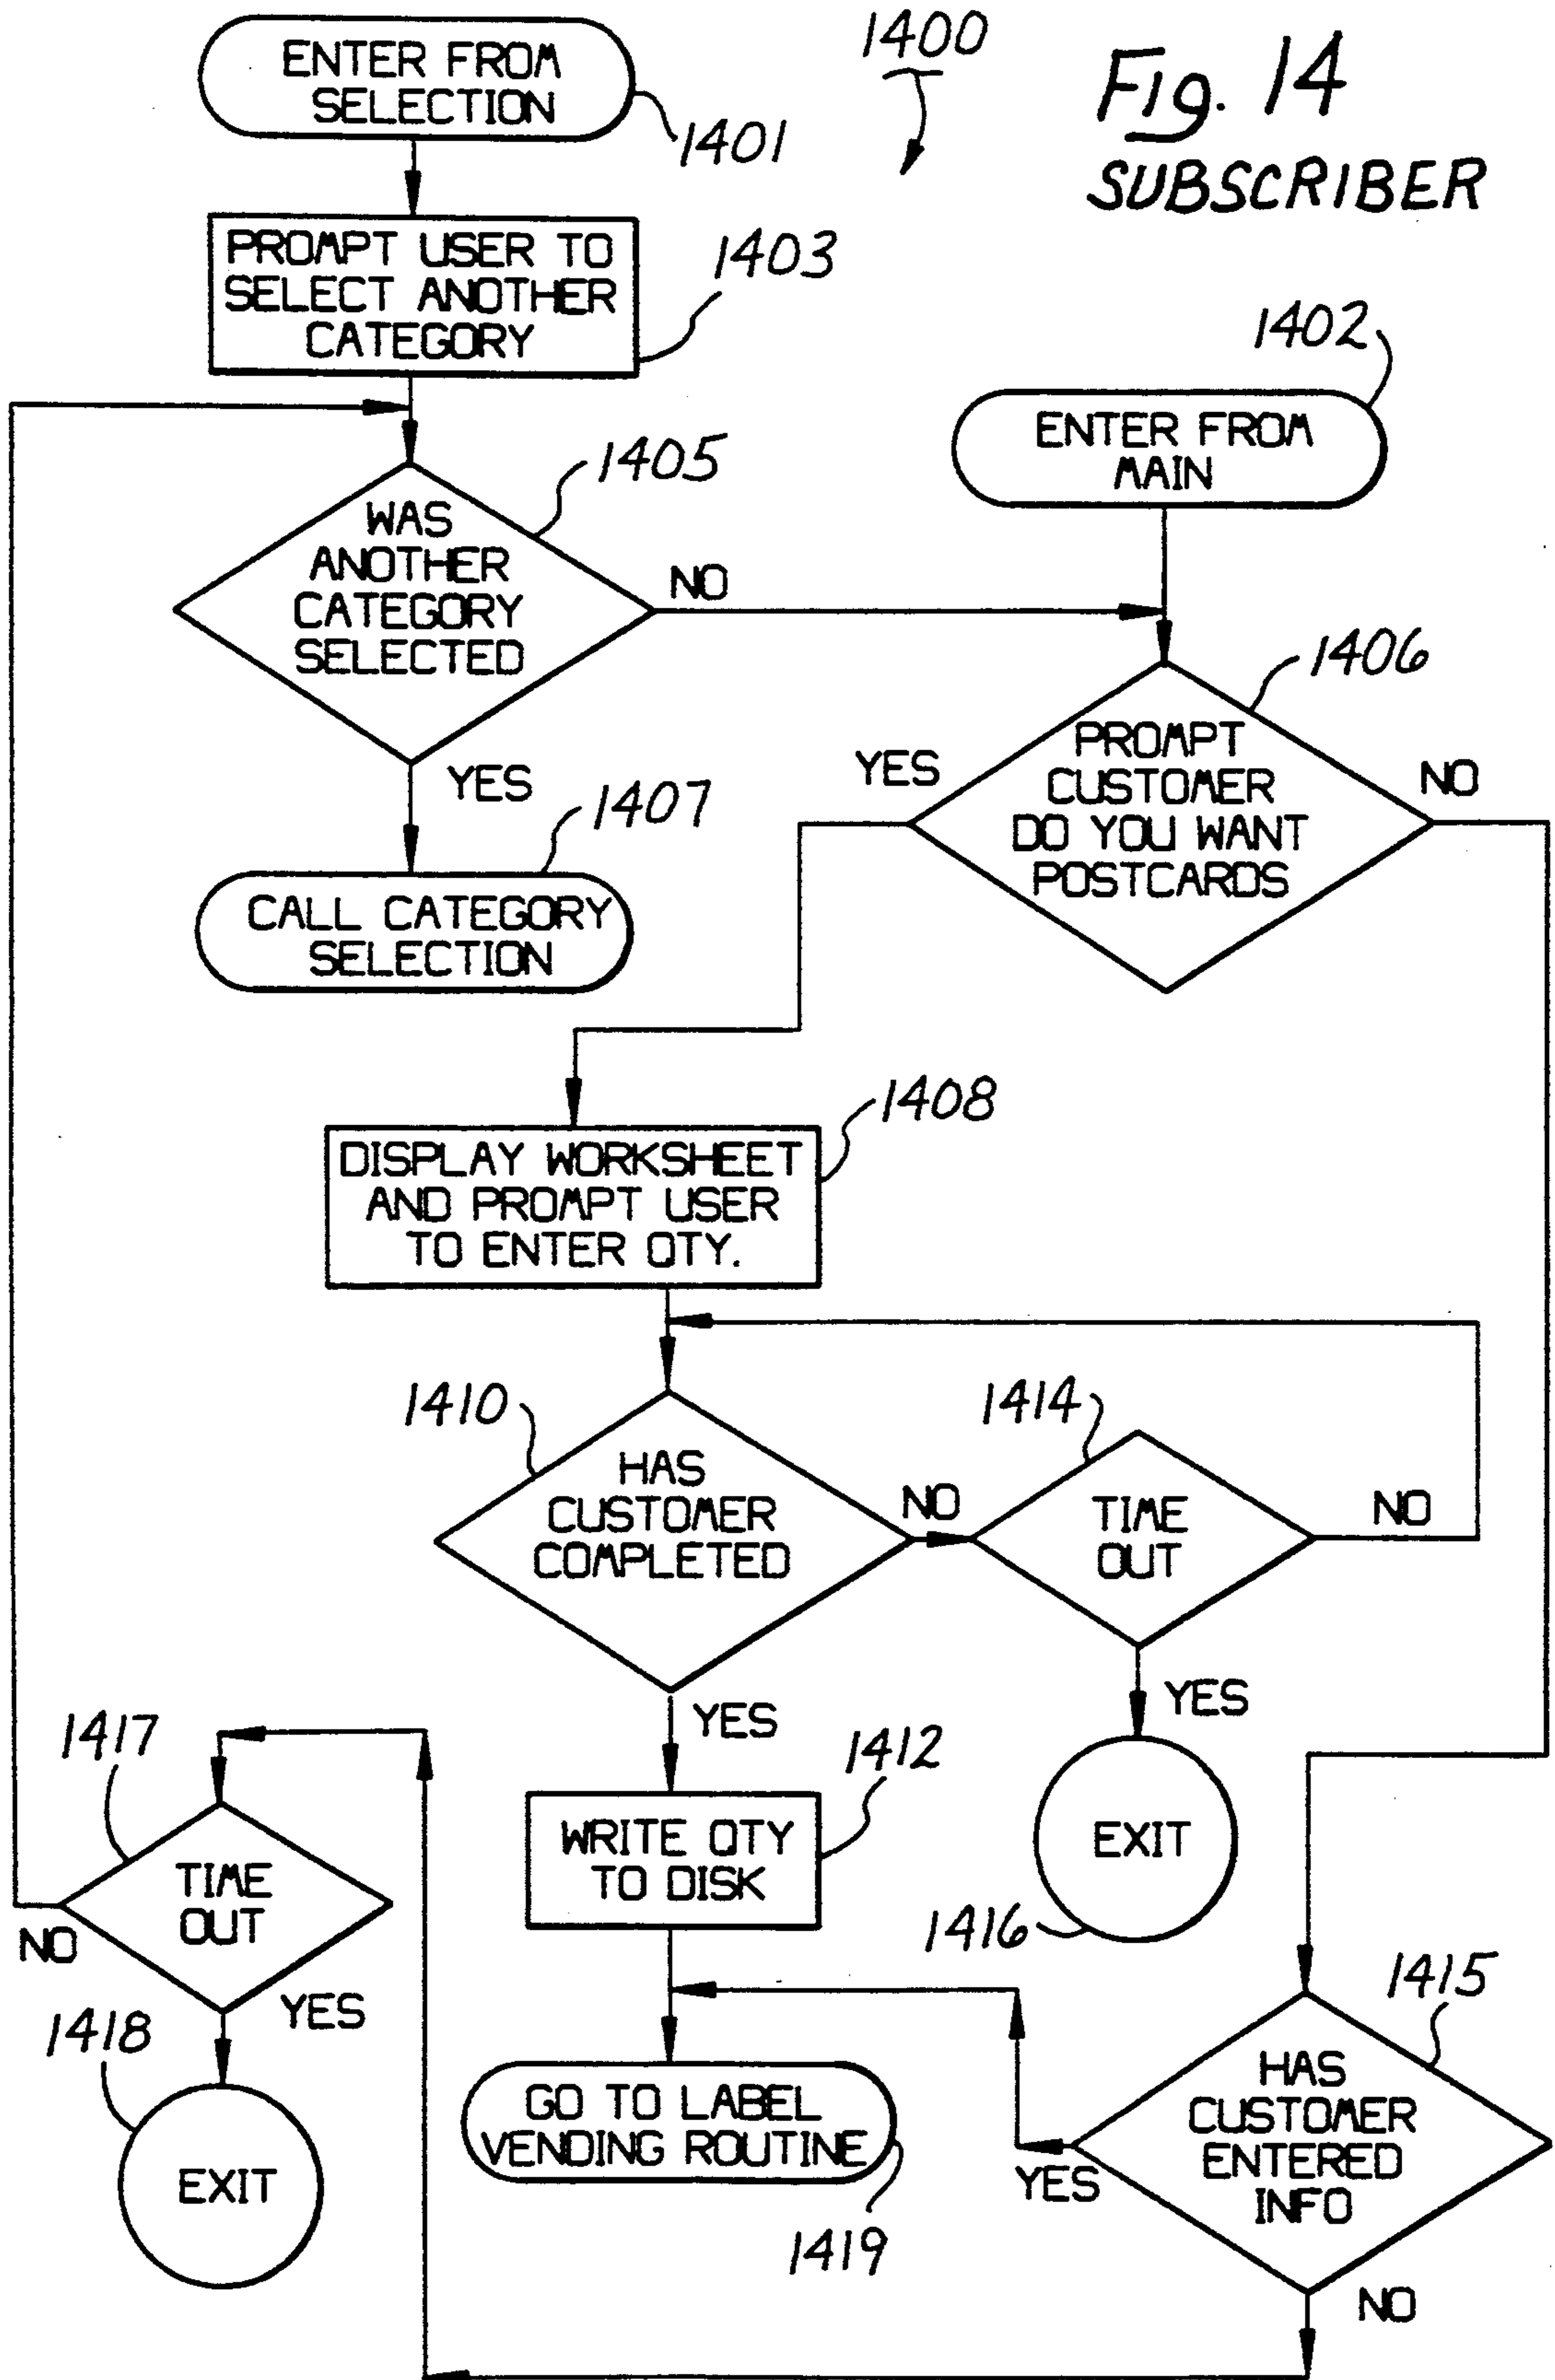 ENTER FROM
SELECTION
1401
1400
Fig. 14
SUBSCRIBER
PROMPT USER TO
SELECT ANOTHER
CATEGORY
1403
1402
ENTER FROM
MAIN
1405
WAS
ANOTHER
CATEGORY
SELECTED
NO
YES
1406
PROMPT
CUSTOMER
DO YOU WANT
POSTCARDS
YES
NO
1407
CALL CATEGORY
SELECTION
1408
DISPLAY WORKSHEET
AND PROMPT USER
TO ENTER QTY.
1410
HAS
CUSTOMER
COMPLETED
NO
YES
1414
TIME
OUT
NO
YES
1412
WRITE QTY
TO DISK
EXIT
1416
1417
TIME
OUT
NO
YES
1418
EXIT
GO TO LABEL
VENDING ROUTINE
1419
1415
HAS
CUSTOMER
ENTERED
INFO
YES
NO